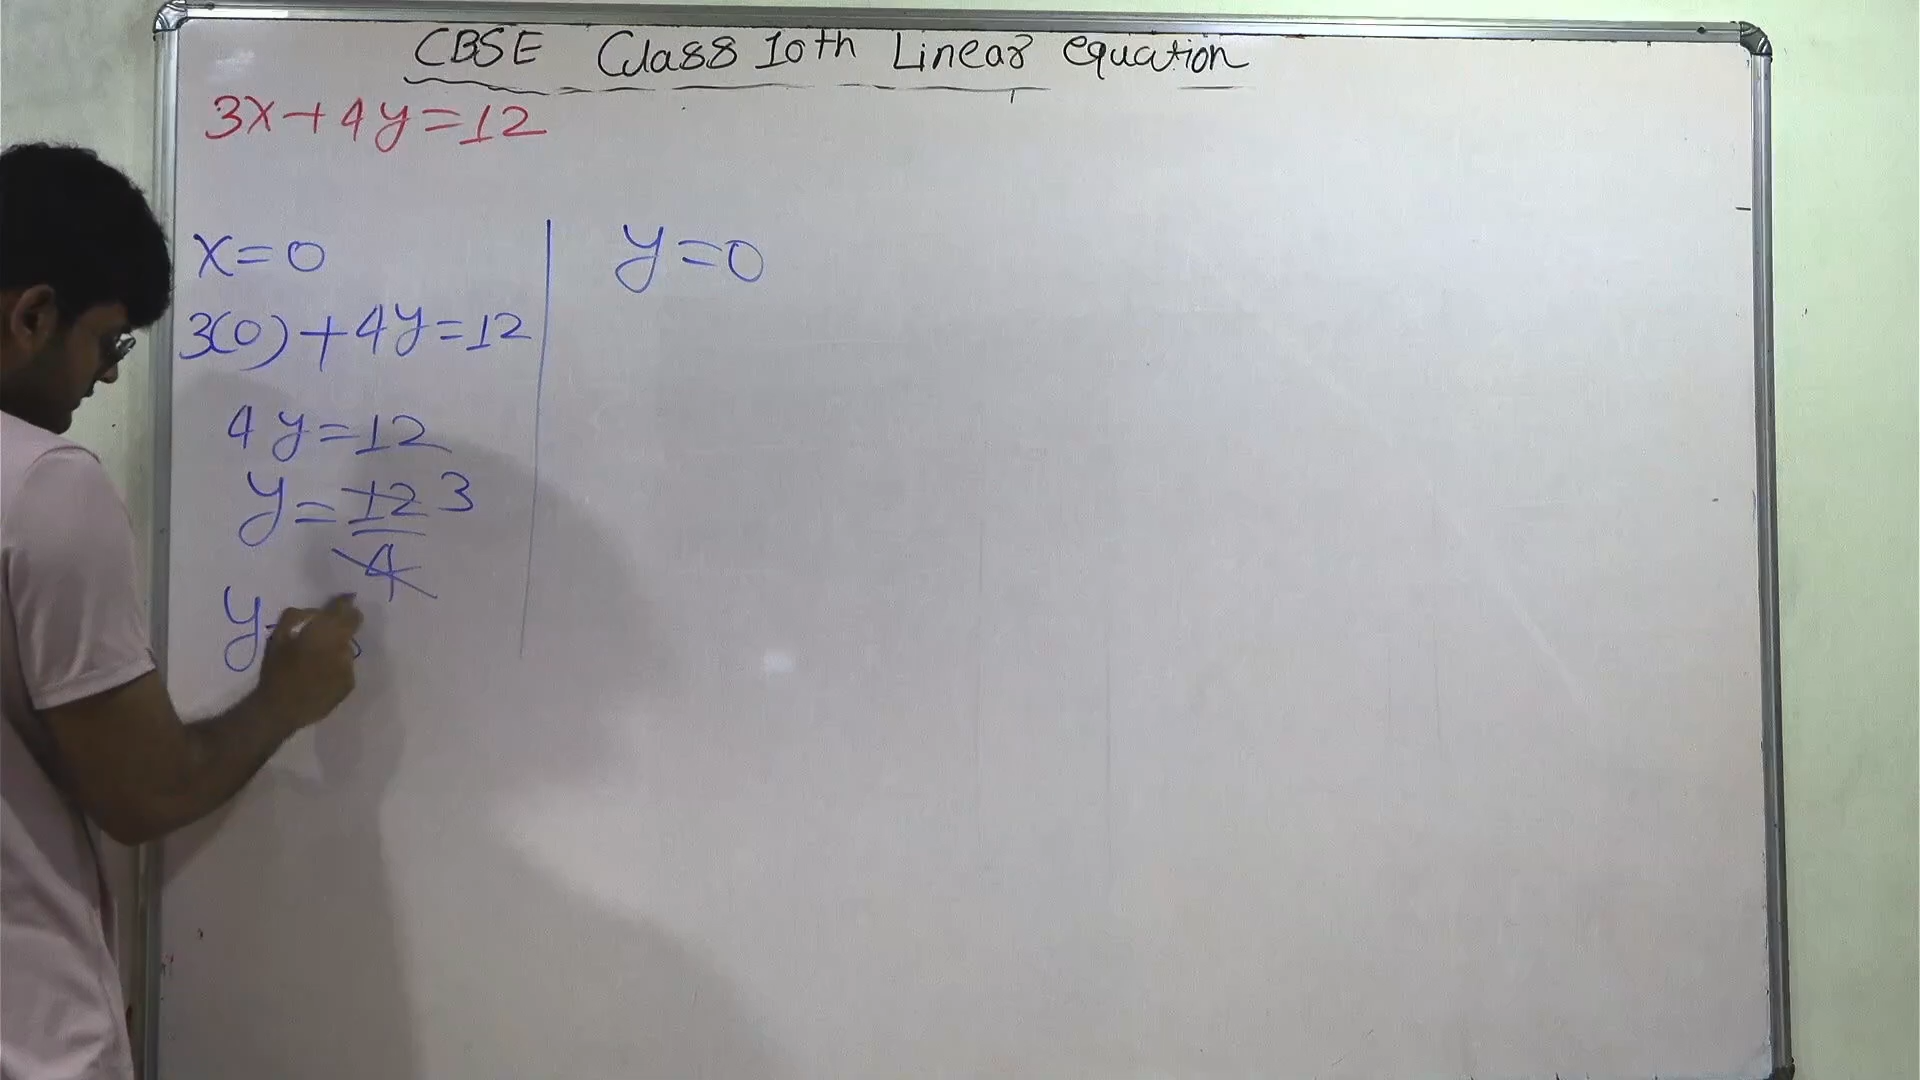 CBSE Class 10th Linear equation
3x+4y=12
x=0
3(0)+4y=12
4y=12
y=12/4 3
y=
y=0